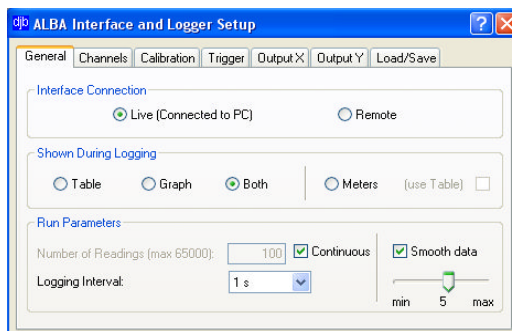 djb ALBA Interface and Logger Setup
General Channels Calibration Trigger Output X Output Y Load/Save
Interface Connection
Live (Connected to PC) Remote
Shown During Logging
Table Graph Both Meters (use Table)
Run Parameters
Number of Readings (max 65000): 100 Continuous Smooth data
Logging Interval: 1 s
min 5 max